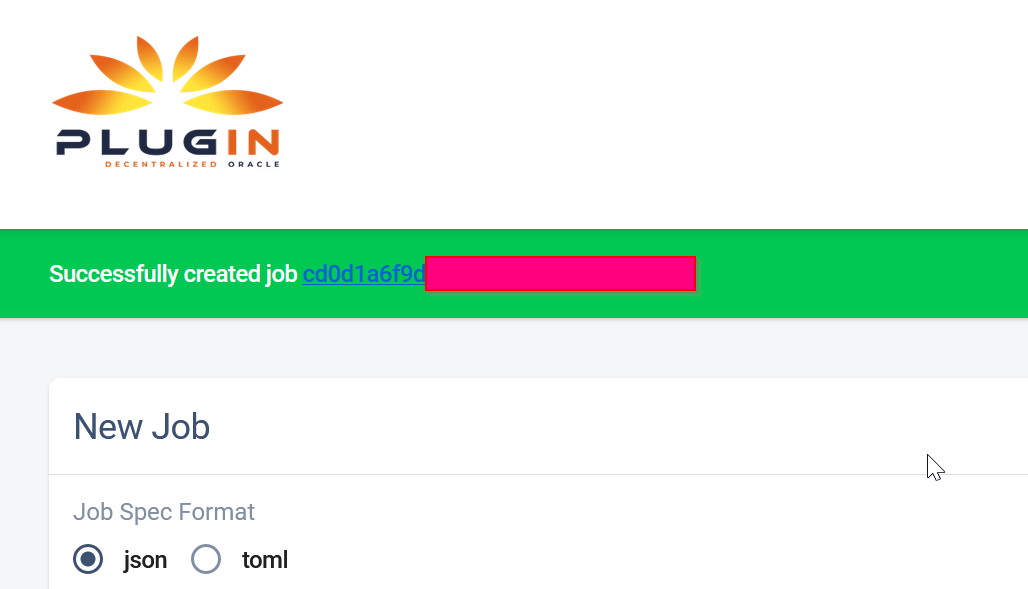 PLUGIN
DECENTRALIZED ORACLE
Successfully created job cd0d1a6f9d
New Job
Job Spec Format
json toml